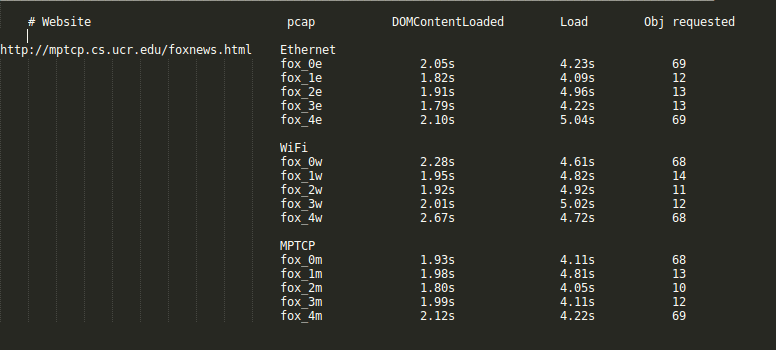 # Website pcap DOMContentLoaded Load Obj requested
http://mptcp.cs.ucr.edu/foxnews.html Ethernet
fox_0e 2.05s 4.23s 69
fox_1e 1.82s 4.09s 12
fox_2e 1.91s 4.96s 13
fox_3e 1.79s 4.22s 13
fox_4e 2.10s 5.04s 69
WiFi
fox_0w 2.28s 4.61s 68
fox_1w 1.95s 4.82s 14
fox_2w 1.92s 4.92s 11
fox_3w 2.01s 5.02s 12
fox_4w 2.67s 4.72s 68
MPTCP
fox_0m 1.93s 4.11s 68
fox_1m 1.98s 4.81s 13
fox_2m 1.80s 4.05s 10
fox_3m 1.99s 4.11s 12
fox_4m 2.12s 4.22s 69